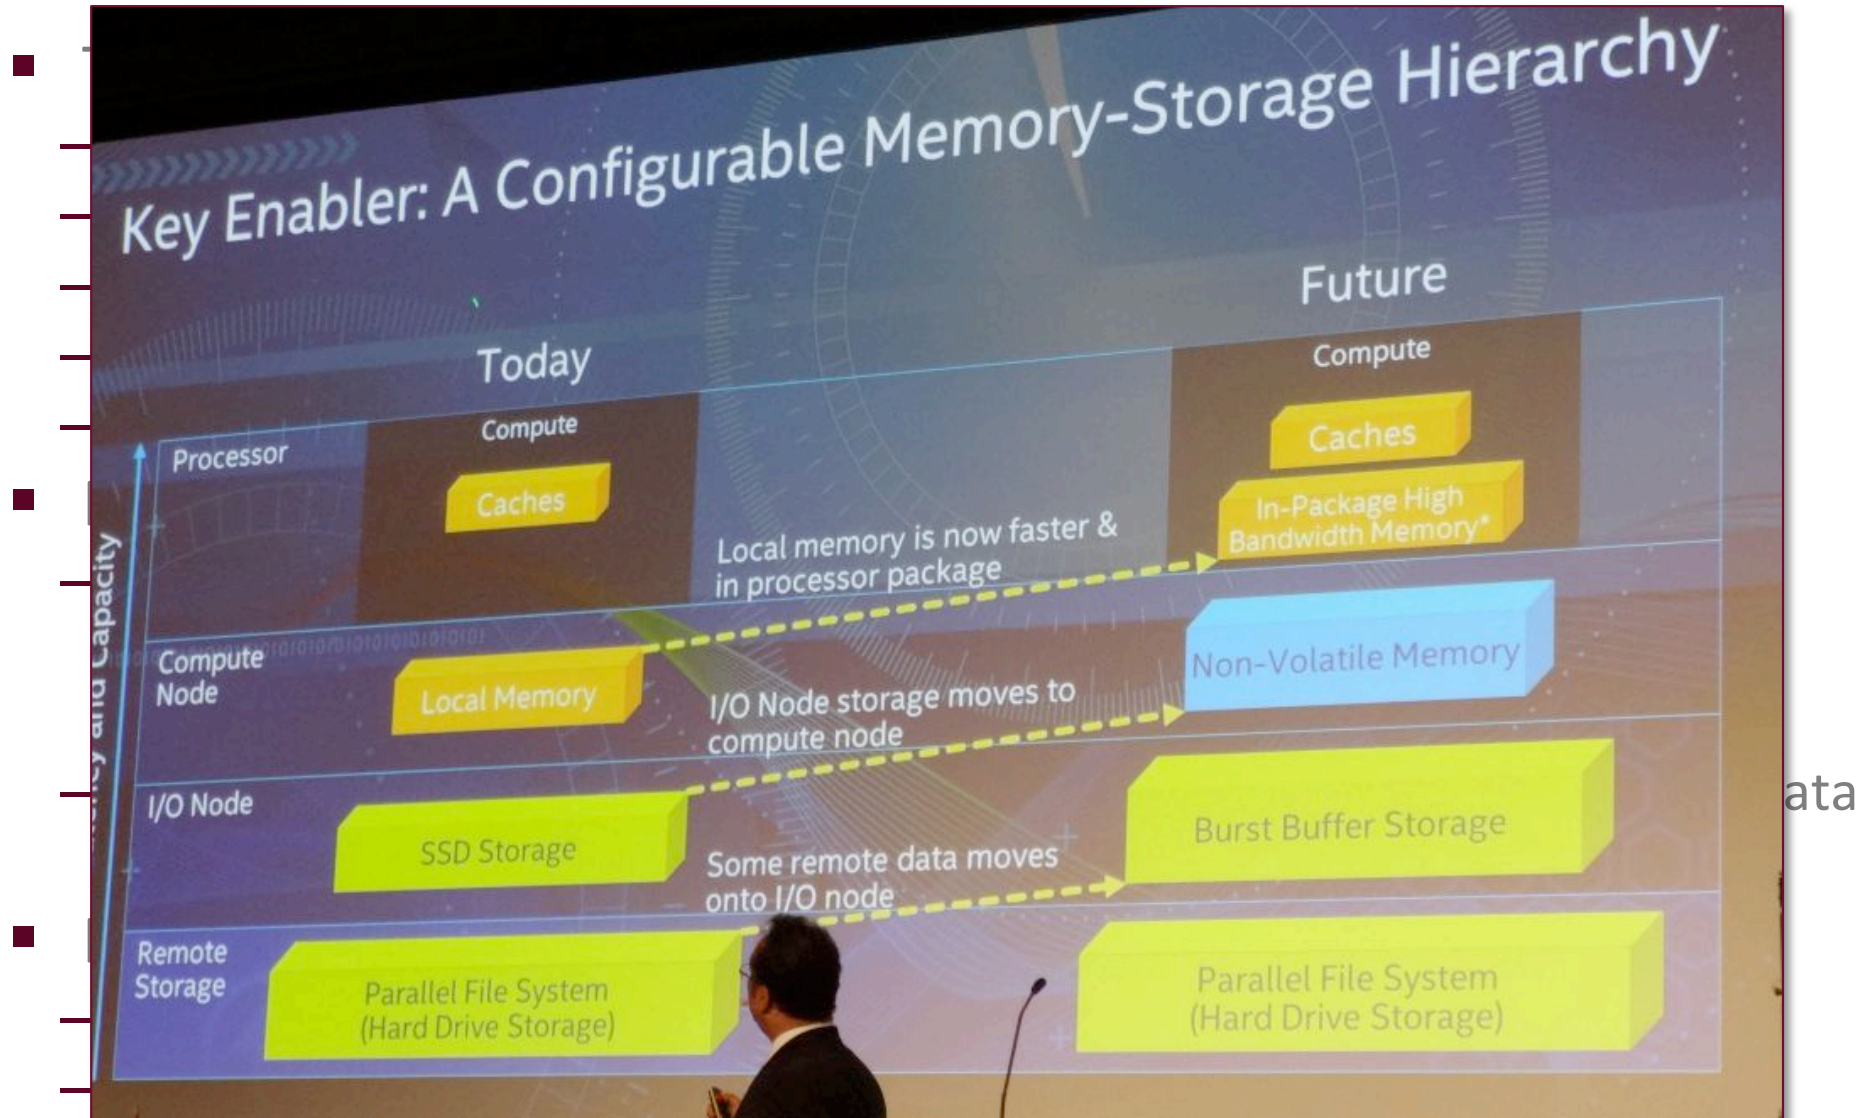 Key Enabler: A Configurable Memory-Storage Hierarchy
Today
Future
Processor
Compute
Caches
Compute
Caches
In-Package High
Bandwidth Memory*
Local memory is now faster &
in processor package
Compute
Node
Local Memory
I/O Node storage moves to
compute node
Non-Volatile Memory
I/O Node
SSD Storage
Some remote data moves
onto I/O node
Burst Buffer Storage
Remote
Storage
Parallel File System
(Hard Drive Storage)
Parallel File System
(Hard Drive Storage)
and Capacity
ata